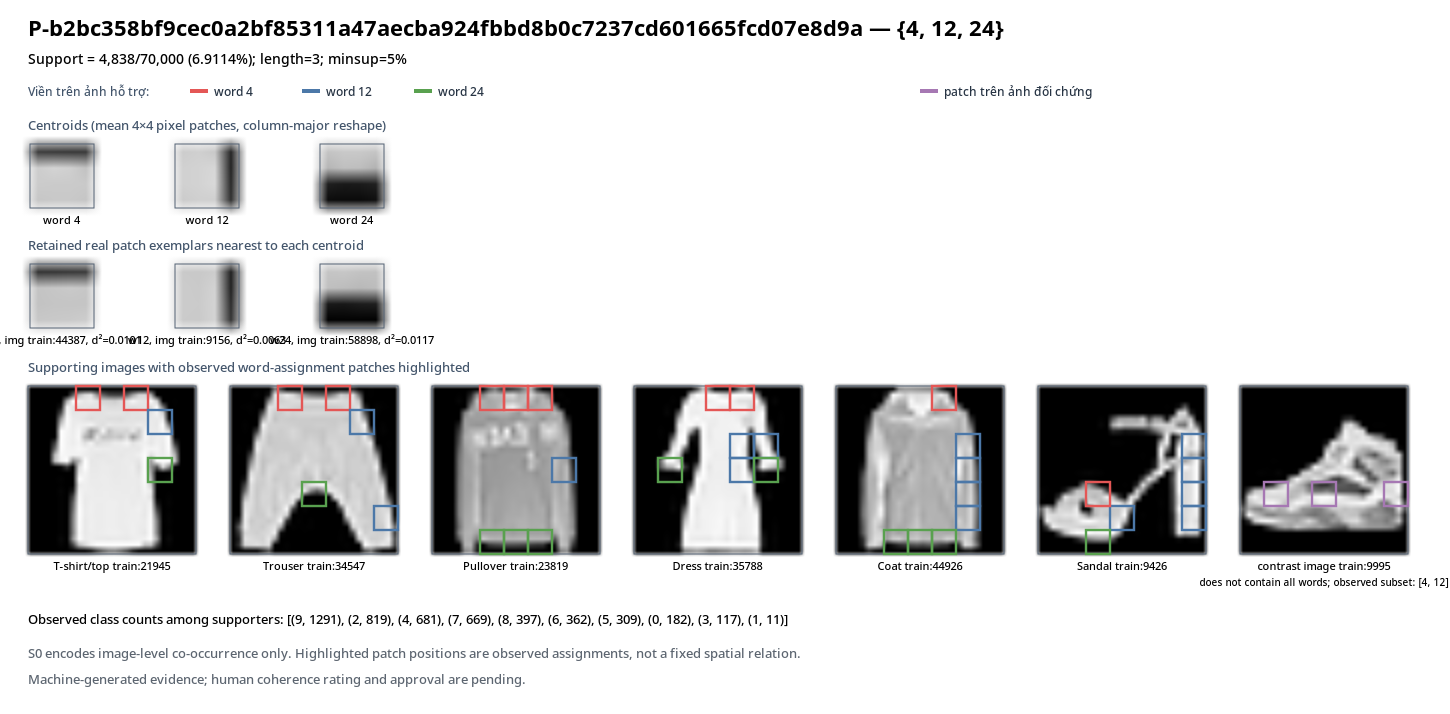 P-b2bc358bf9cec0a2bf85311a47aecba924fbbd8b0c7237cd601665fcd07e8d9a — {4, 12, 24}
Support = 4,838/70,000 (6.9114%); length=3; minsup=5%
Viền trên ảnh hỗ trợ: word 4 word 12 word 24 patch trên ảnh đối chứng
Centroids (mean 4×4 pixel patches, column-major reshape)
word 4 word 12 word 24
Retained real patch exemplars nearest to each centroid
, img train:44387, img train:9156, img train:58898, d²=0.0117
Supporting images with observed word-assignment patches highlighted
T-shirt/top train:21945 Trouser train:34547 Pullover train:23819 Dress train:35788 Coat train:44926 Sandal train:9426 contrast image train:9995
does not contain all words; observed subset: [4, 12]
Observed class counts among supporters: [(9, 1291), (2, 819), (4, 681), (7, 669), (8, 397), (6, 362), (5, 309), (0, 182), (3, 117), (1, 11)]
S0 encodes image-level co-occurrence only. Highlighted patch positions are observed assignments, not a fixed spatial relation.
Machine-generated evidence; human coherence rating and approval are pending.